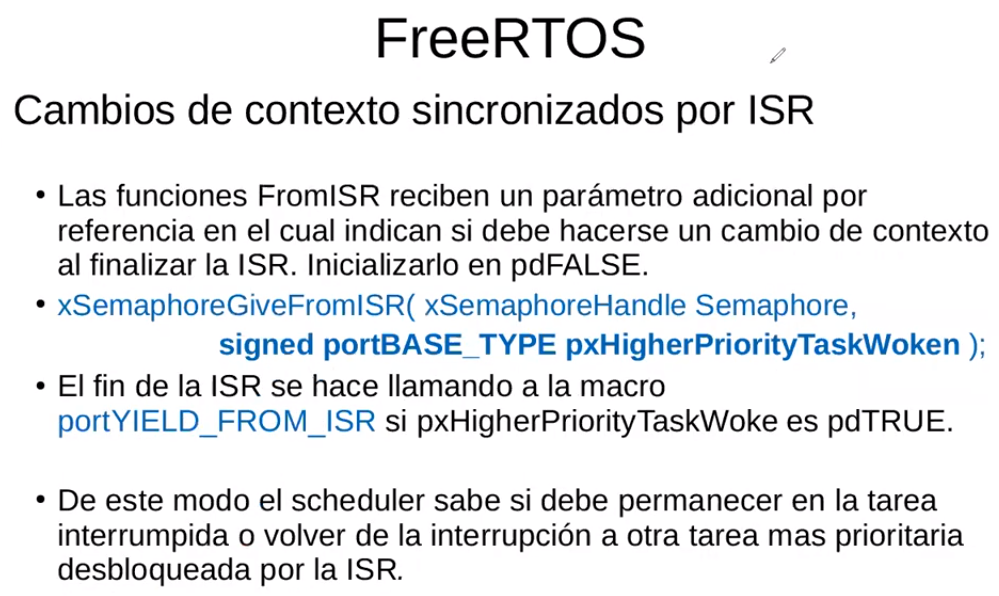 FreeRTOS
Cambios de contexto sincronizados por ISR
• Las funciones FromISR reciben un parámetro adicional por
referencia en el cual indican si debe hacerse un cambio de contexto
al finalizar la ISR. Inicializarlo en pdFALSE.
• xSemaphoreGiveFromISR( xSemaphoreHandle Semaphore,
signed portBASE_TYPE pxHigherPriorityTaskWoken );
• El fin de la ISR se hace llamando a la macro
portYIELD_FROM_ISR si pxHigherPriorityTaskWoke es pdTRUE.
• De este modo el scheduler sabe si debe permanecer en la tarea
interrumpida o volver de la interrupción a otra tarea mas prioritaria
desbloqueada por la ISR.